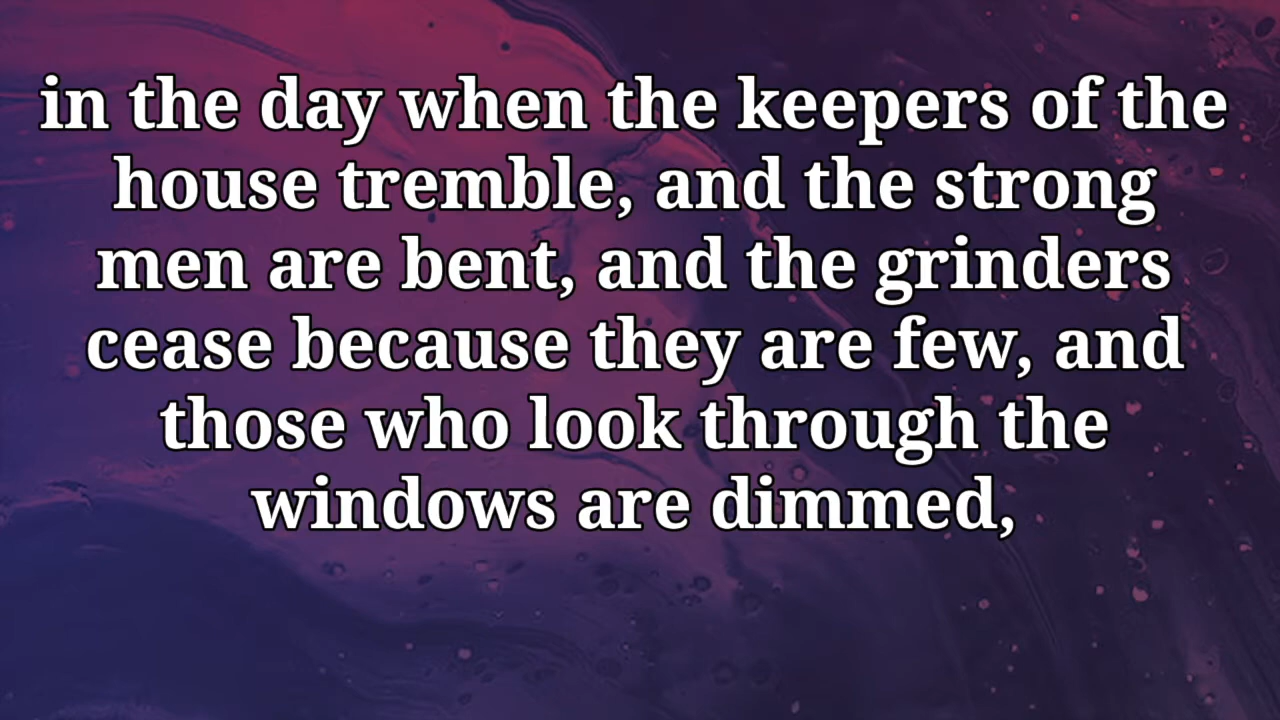 in the day when the keepers of the
house tremble, and the strong
men are bent, and the grinders
cease because they are few, and
those who look through the
windows are dimmed,